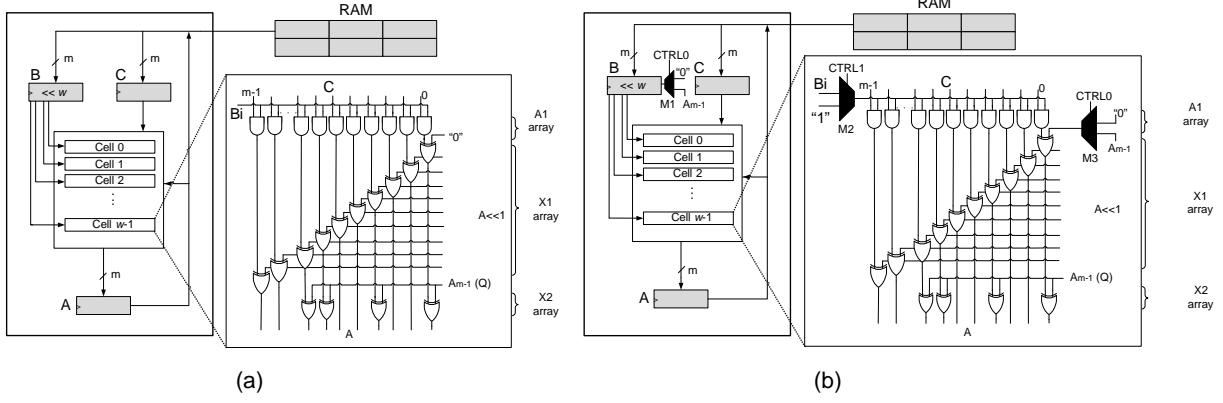 RAM
m
m
B
C
<< w
Cell 0
Cell 1
Cell 2
⋮
Cell w-1
m
A
m-1
C
0
Bi
"0"
A<<1
Am-1 (Q)
A
A1
array
X1
array
X2
array
(a)
RAM
m
m
CTRL0
B
"0"
C
<< w
M1
Am-1
Cell 0
Cell 1
Cell 2
⋮
Cell w-1
m
A
CTRL1
Bi
m-1
C
0
"1"
M2
CTRL0
"0"
Am-1
M3
A<<1
Am-1 (Q)
A
A1
array
X1
array
X2
array
(b)